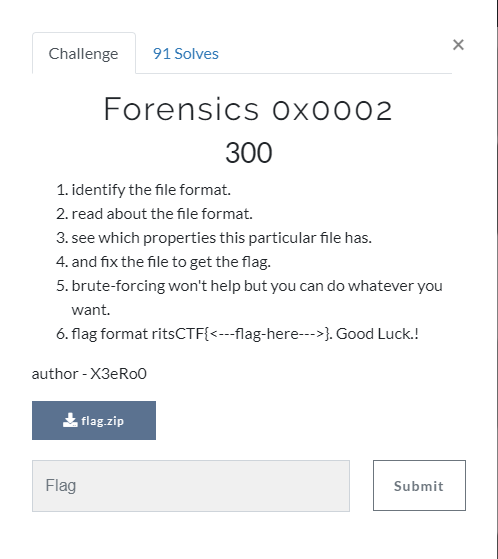 Challenge
91 Solves
×
Forensics 0x0002
300
1. identify the file format.
2. read about the file format.
3. see which properties this particular file has.
4. and fix the file to get the flag.
5. brute-forcing won't help but you can do whatever you
want.
6. flag format ritsCTF{<---flag-here--->}. Good Luck.!
author - X3eRo0
flag.zip
Flag
Submit